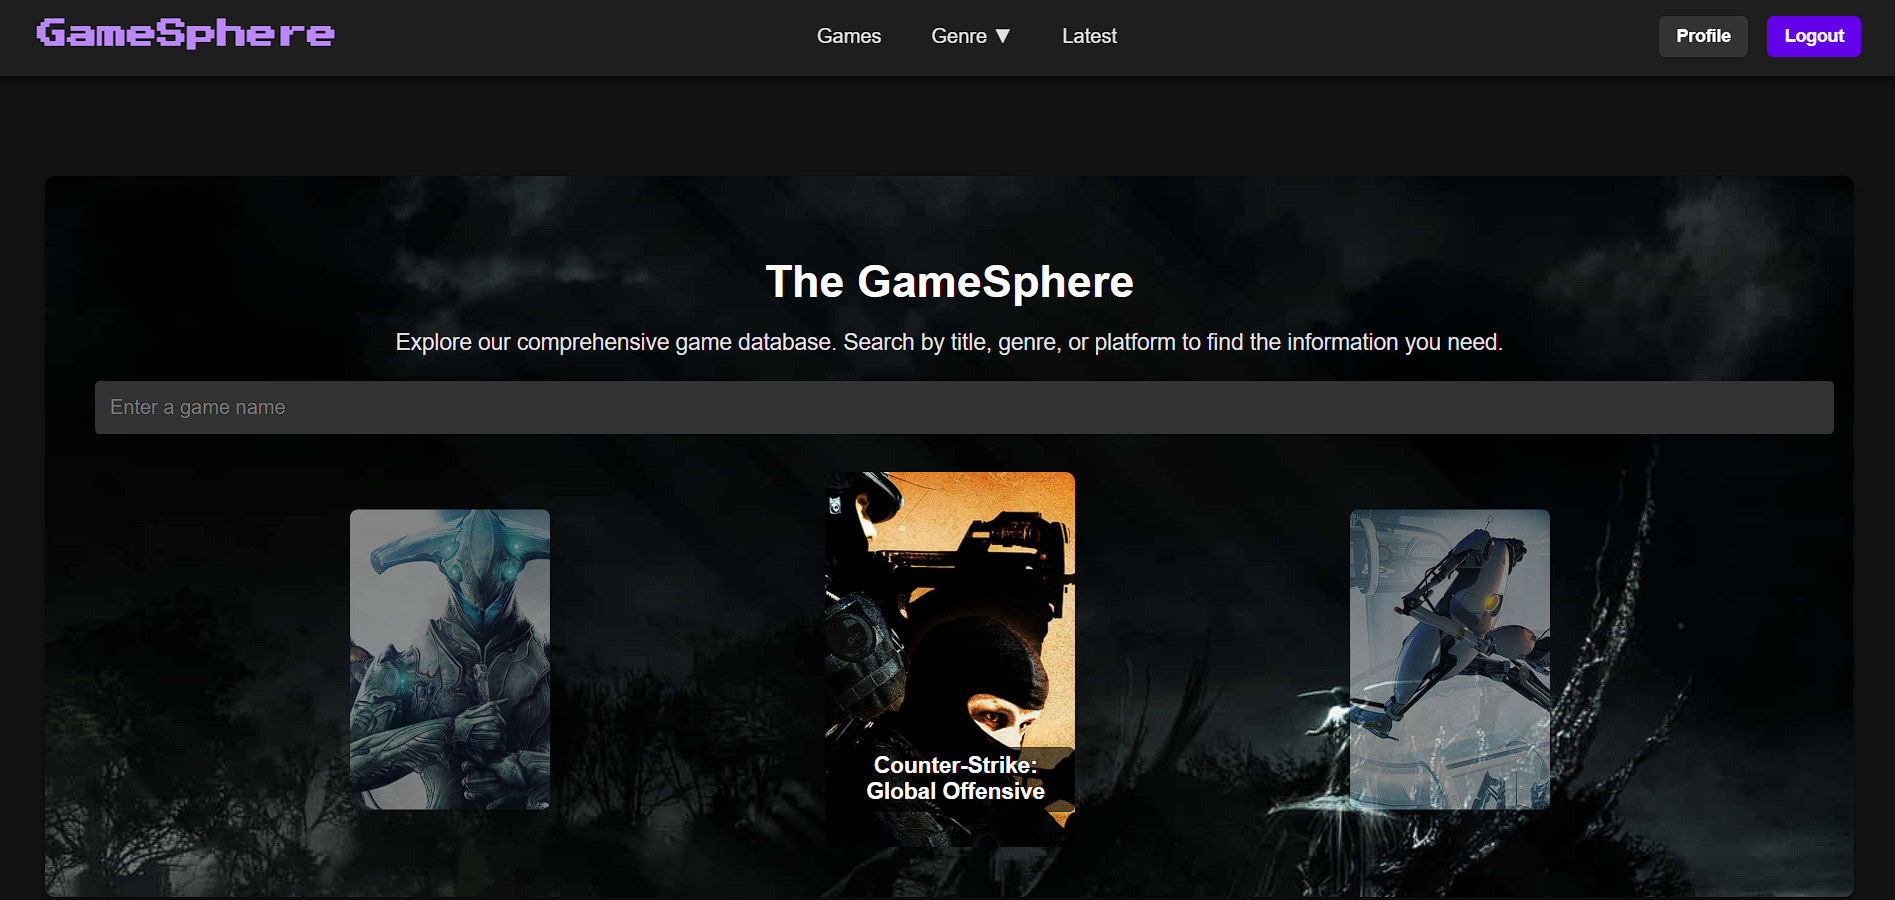 GameSphere
Games
Genre ▼
Latest
Profile
Logout
The GameSphere
Explore our comprehensive game database. Search by title, genre, or platform to find the information you need.
Enter a game name
Counter-Strike:
Global Offensive